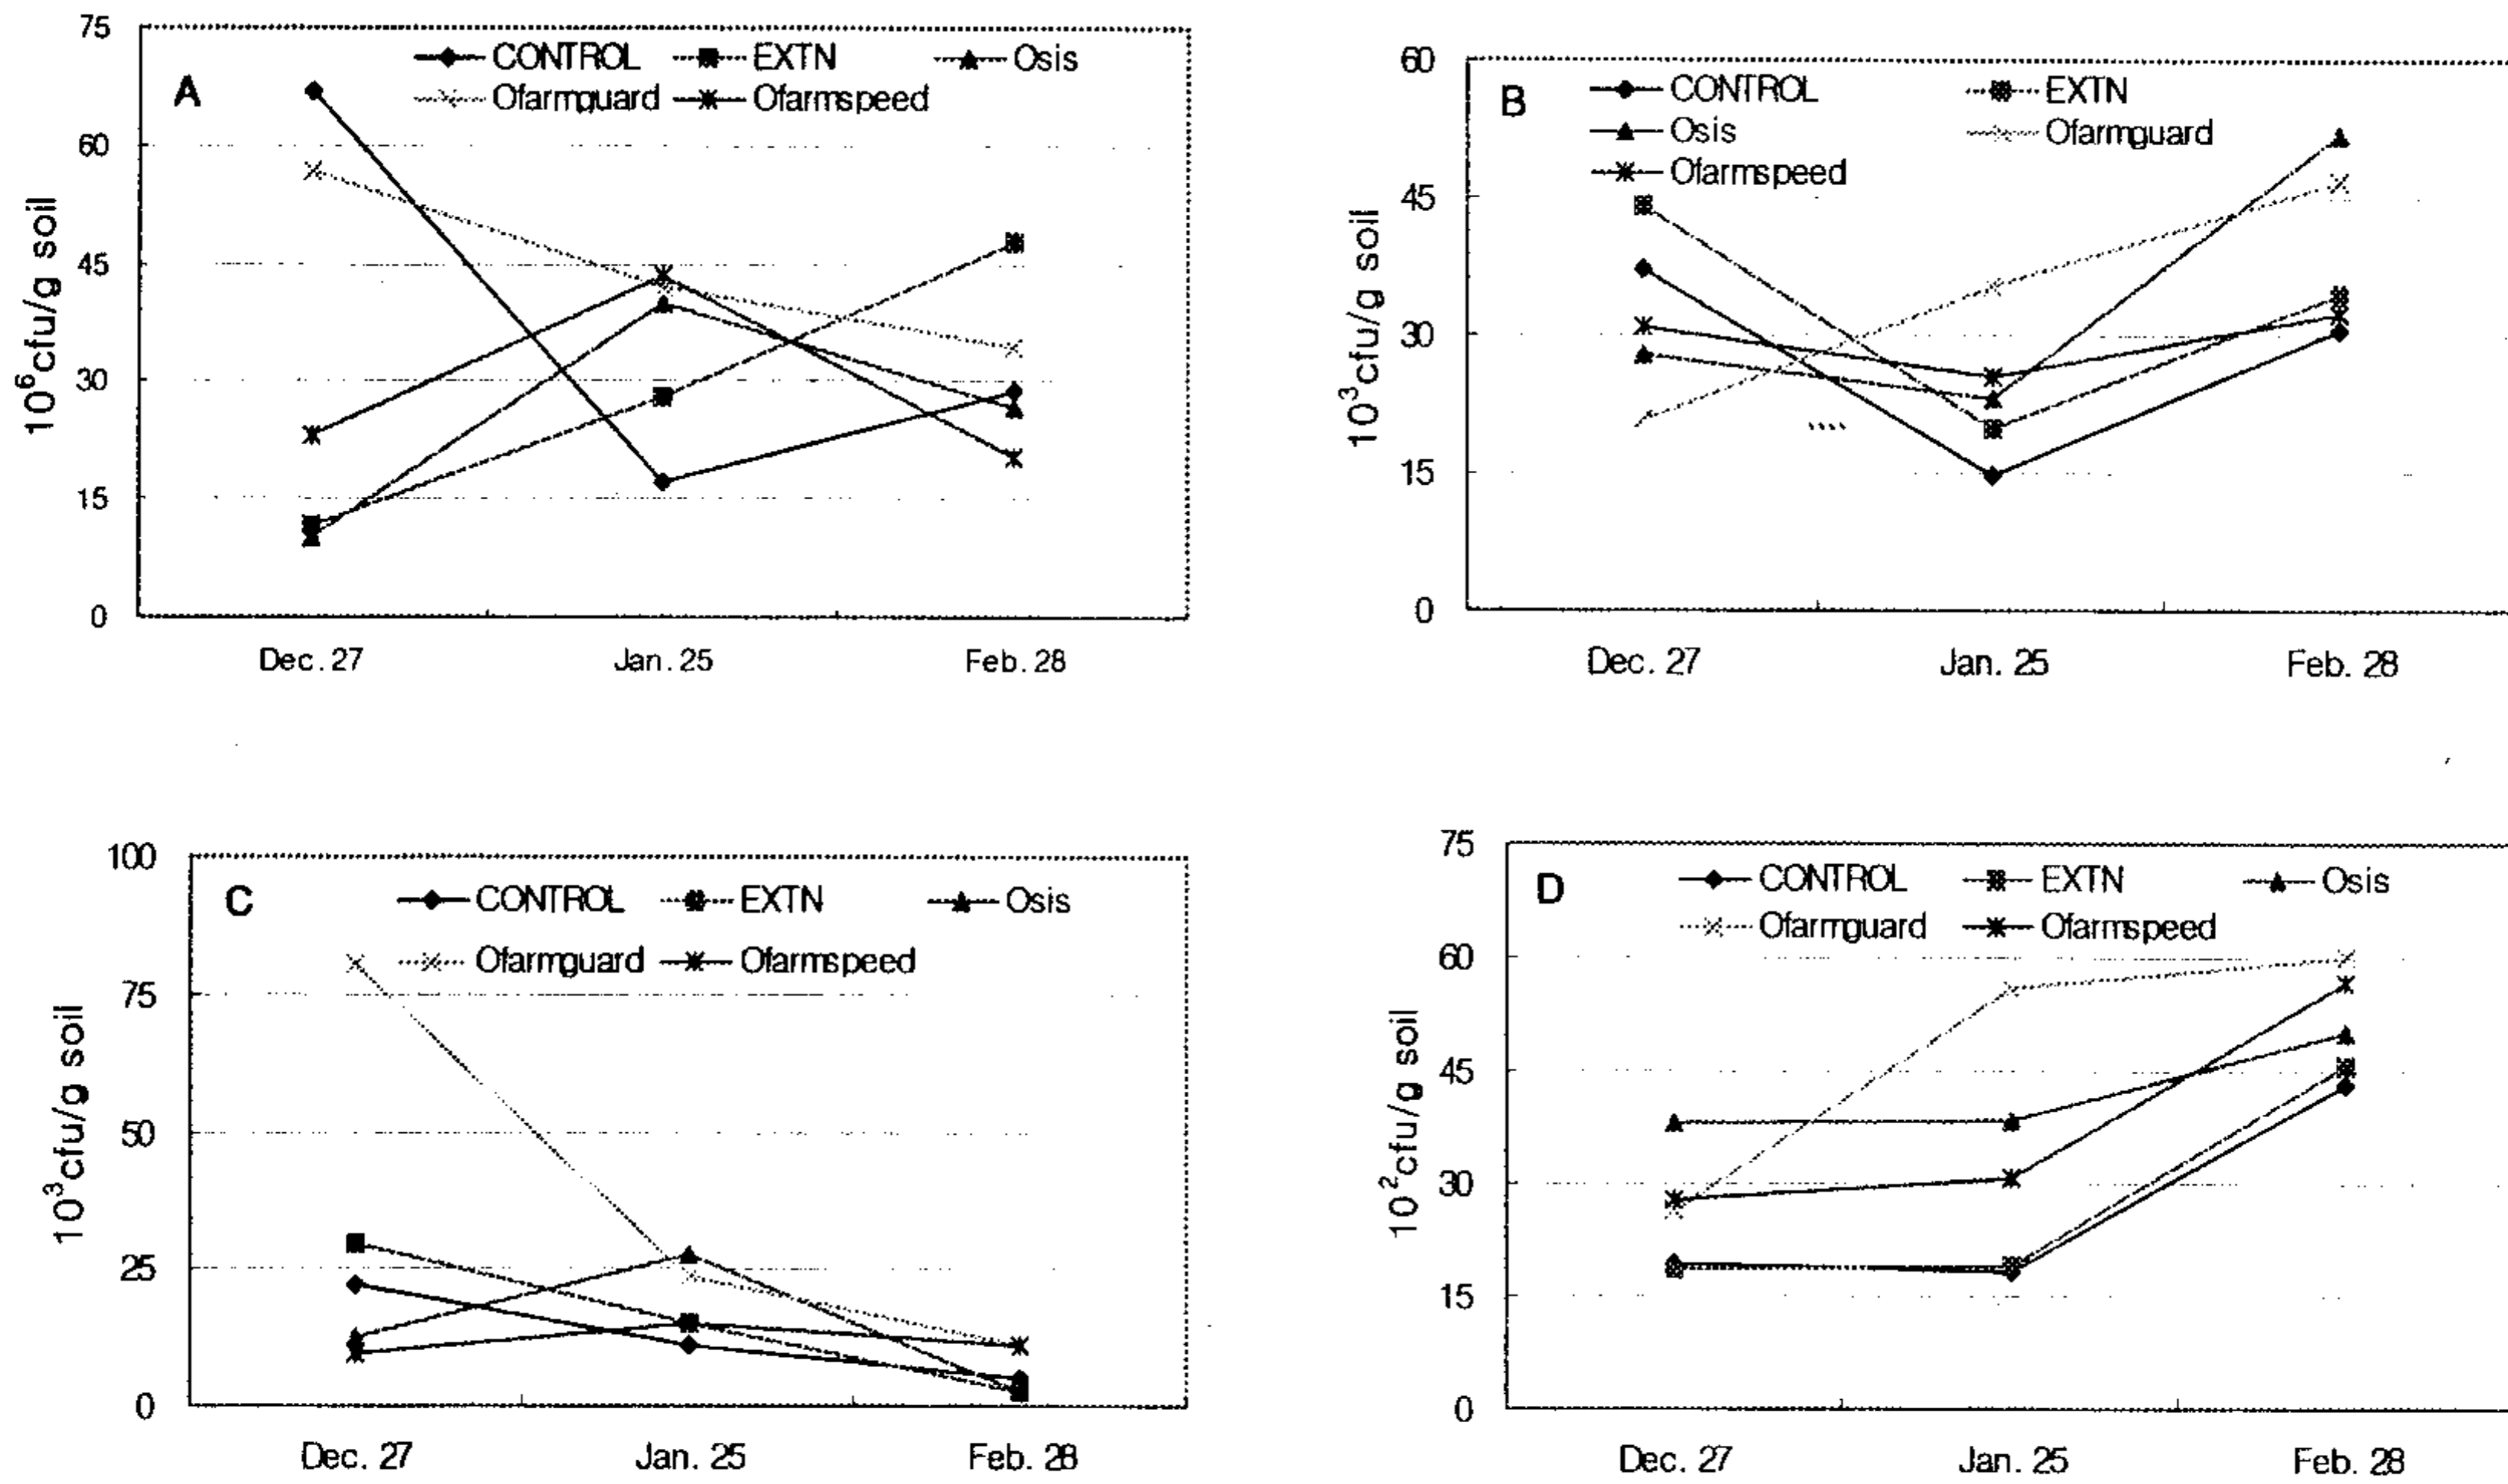 A
CONTROL EXTN Osis
Ofarmguard Ofarmspeed
75
60
45
30
15
0
10⁶cfu/g soil
Dec. 27 Jan. 25 Feb. 28
B
CONTROL EXTN
Osis Ofarmguard
Ofarmspeed
60
45
30
15
0
10³cfu/g soil
Dec. 27 Jan. 25 Feb. 28
C
CONTROL EXTN Osis
Ofarmguard Ofarmspeed
100
75
50
25
0
10³cfu/g soil
Dec. 27 Jan. 25 Feb. 28
D
CONTROL EXTN Osis
Ofarmguard Ofarmspeed
75
60
45
30
15
0
10²cfu/g soil
Dec. 27 Jan. 25 Feb. 28